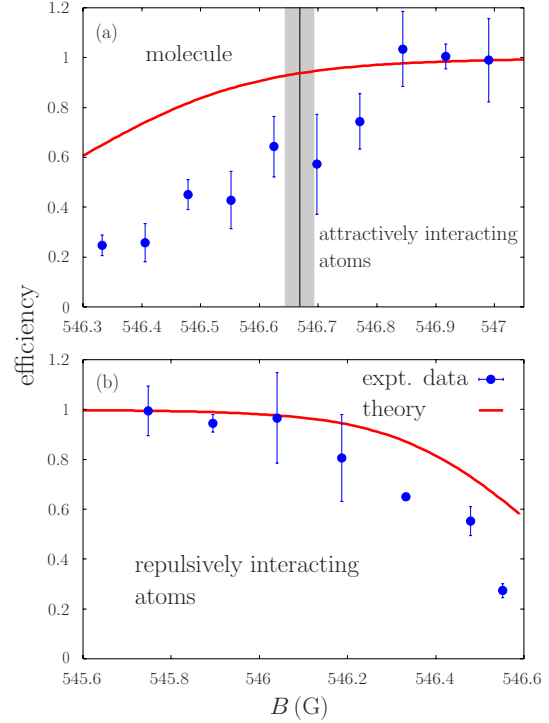 1.2
(a)
molecule
1
0.8
0.6
0.4
attractively interacting
atoms
0.2
0
546.3 546.4 546.5 546.6 546.7 546.8 546.9 547
efficiency
1.2
(b)
expt. data
theory
1
0.8
0.6
0.4
repulsively interacting
atoms
0.2
0
545.6 545.8 546 546.2 546.4 546.6
B (G)